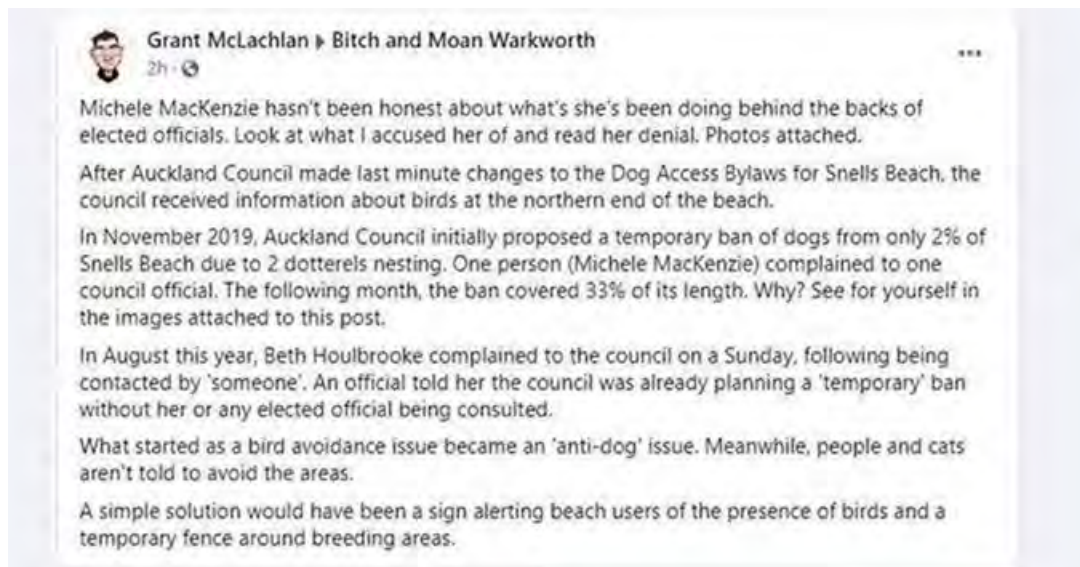 Grant McLachlan ▸ Bitch and Moan Warkworth
2h ·
Michele MacKenzie hasn't been honest about what's she's been doing behind the backs of
elected officials. Look at what I accused her of and read her denial. Photos attached.
After Auckland Council made last minute changes to the Dog Access Bylaws for Snells Beach, the
council received information about birds at the northern end of the beach.
In November 2019, Auckland Council initially proposed a temporary ban of dogs from only 2% of
Snells Beach due to 2 dotterels nesting. One person (Michele MacKenzie) complained to one
council official. The following month, the ban covered 33% of its length. Why? See for yourself in
the images attached to this post.
In August this year, Beth Houlbrooke complained to the council on a Sunday, following being
contacted by 'someone'. An official told her the council was already planning a 'temporary' ban
without her or any elected official being consulted.
What started as a bird avoidance issue became an 'anti-dog' issue. Meanwhile, people and cats
aren't told to avoid the areas.
A simple solution would have been a sign alerting beach users of the presence of birds and a
temporary fence around breeding areas.